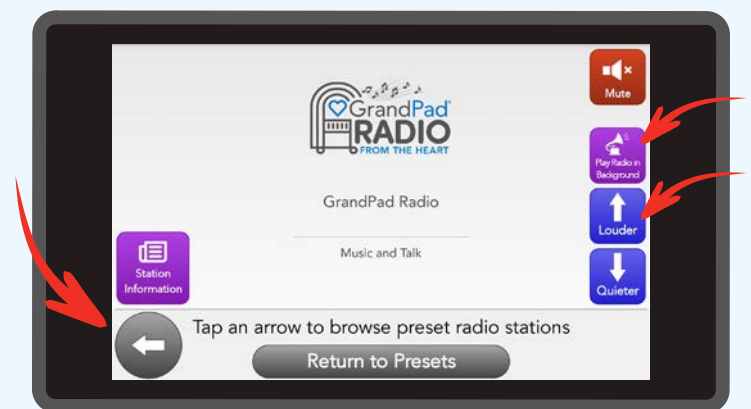 Mute
GrandPad
RADIO
FROM THE HEART
Play Radio in
Background
GrandPad Radio
Louder
Music and Talk
Station
Information
Quieter
Tap an arrow to browse preset radio stations
Return to Presets